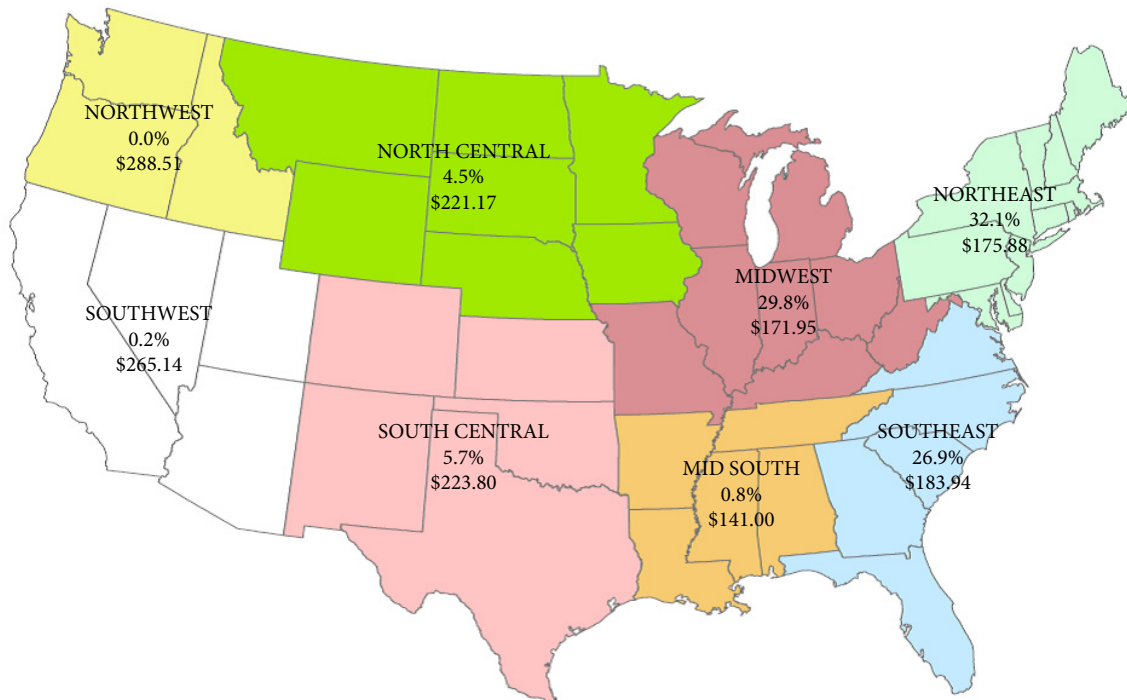 NORTHWEST
0.0%
$288.51
NORTH CENTRAL
4.5%
$221.17
NORTHEAST
32.1%
$175.88
MIDWEST
29.8%
$171.95
SOUTHWEST
0.2%
$265.14
SOUTH CENTRAL
5.7%
$223.80
MID SOUTH
0.8%
$141.00
SOUTHEAST
26.9%
$183.94